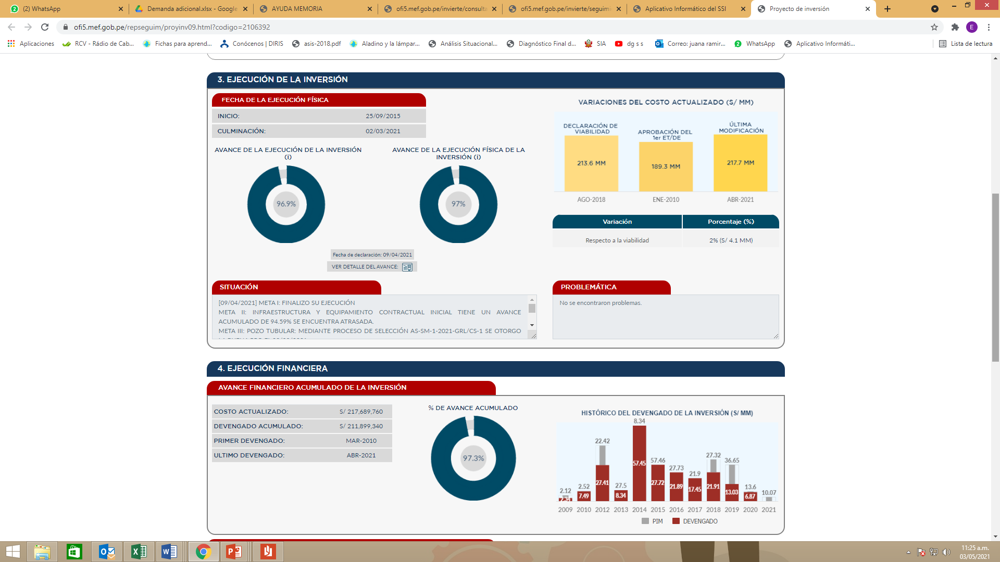 (2) WhatsApp
Demanda adicional.xlsx - Google
AYUDA MEMORIA
ofi5.mef.gob.pe/invierte/consulta
ofi5.mef.gob.pe/invierte/seguimi
Aplicativo Informático del SSI
Proyecto de inversión
ofi5.mef.gob.pe/repseguim/proyinv09.html?codigo=2106392
E
Aplicaciones
RCV - Rádio de Cab...
Fichas para aprend...
Conócenos | DIRIS
asis-2018.pdf
Aladino y la lámpar...
Análisis Situacional...
Diagnóstico Final d...
SIA
dg s s
Correo: juana ramir...
WhatsApp
Aplicativo Informáti...
Lista de lectura
3. EJECUCIÓN DE LA INVERSIÓN
FECHA DE LA EJECUCIÓN FÍSICA
INICIO: 25/09/2015
CULMINACIÓN: 02/03/2021
AVANCE DE LA EJECUCIÓN DE LA INVERSIÓN
(i)
96.9%
AVANCE DE LA EJECUCIÓN FÍSICA DE LA
INVERSIÓN (i)
97%
Fecha de declaración: 09/04/2021
VER DETALLE DEL AVANCE:
VARIACIONES DEL COSTO ACTUALIZADO (S/ MM)
DECLARACIÓN DE
VIABILIDAD
213.6 MM
AGO-2018
APROBACIÓN DEL
1er ET/DE
189.3 MM
ENE-2010
ÚLTIMA
MODIFICACIÓN
217.7 MM
ABR-2021
Variación Porcentaje (%)
Respecto a la viabilidad 2% (S/ 4.1 MM)
SITUACIÓN
[09/04/2021] META I: FINALIZO SU EJECUCIÓN
META II: INFRAESTRUCTURA Y EQUIPAMIENTO CONTRACTUAL INICIAL TIENE UN AVANCE
ACUMULADO DE 94.59% SE ENCUENTRA ATRASADA.
META III: POZO TUBULAR: MEDIANTE PROCESO DE SELECCIÓN AS-SM-1-2021-GRL/CS-1 SE OTORGO
PROBLEMÁTICA
No se encontraron problemas.
4. EJECUCIÓN FINANCIERA
AVANCE FINANCIERO ACUMULADO DE LA INVERSIÓN
COSTO ACTUALIZADO: S/ 217,689,760
DEVENGADO ACUMULADO: S/ 211,899,340
PRIMER DEVENGADO: MAR-2010
ULTIMO DEVENGADO: ABR-2021
% DE AVANCE ACUMULADO
97.3%
HISTÓRICO DEL DEVENGADO DE LA INVERSIÓN (S/ MM)
2.12 2.52 22.42 27.5 8.34 57.46 27.73 21.9 27.32 36.65 13.6 10.07
7.49 27.41 8.34 57.45 27.72 21.89 17.45 21.91 13.03 6.87
2009 2010 2012 2013 2014 2015 2016 2017 2018 2019 2020 2021
PIM DEVENGADO
11:25 a.m.
03/05/2021